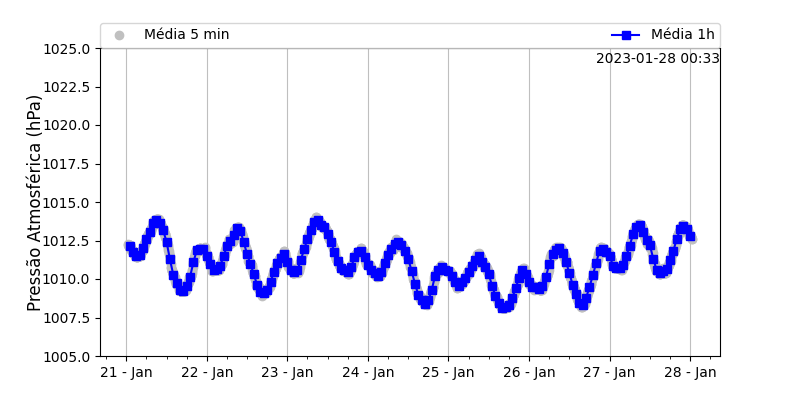 Média 5 min
Média 1h
2023-01-28 00:33
Pressão Atmosférica (hPa)
1025.0
1022.5
1020.0
1017.5
1015.0
1012.5
1010.0
1007.5
1005.0
21 - Jan
22 - Jan
23 - Jan
24 - Jan
25 - Jan
26 - Jan
27 - Jan
28 - Jan